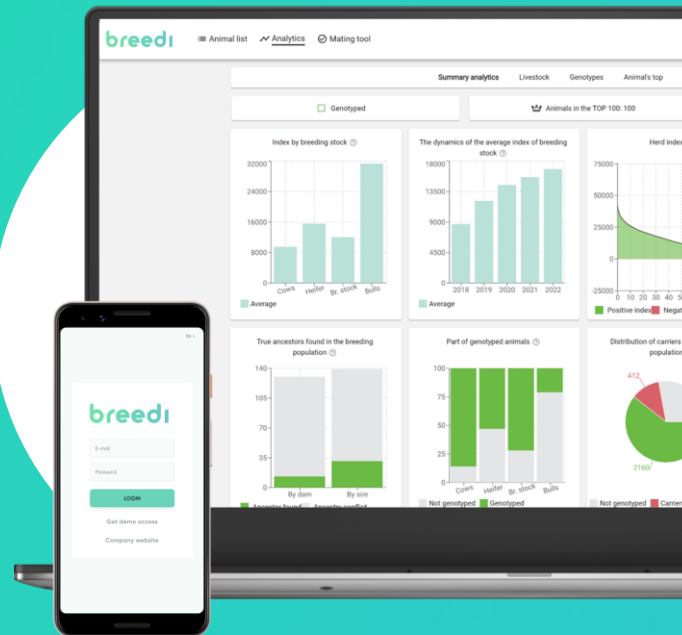 breedi
Animal list
Analytics
Mating tool
Summary analytics
Livestock
Genotypes
Animal's top
Genotyped
Animals in the TOP 100: 100
Index by breeding stock
32000
24000
16000
8000
0
Cows
Heifer
Br. stock
Bulls
Average
The dynamics of the average index of breeding
stock
18000
13500
9000
4500
0
2018 2019 2020 2021 2022
Average
Herd index
75000
50000
25000
0
-25000
0 10 20 30 40
Positive index
Negat
True ancestors found in the breeding
population
140
105
70
35
0
By dam
By sire
Ancestor found
Ancestry conflict
Part of genotyped animals
100
75
50
25
0
Cows
Heifer
Br. stock
Bulls
Not genotyped
Genotyped
Distribution of carriers
population
412
2160
Not genotyped
Carrier
breedi
E-mail
Password
LOGIN
Get demo access
Company website